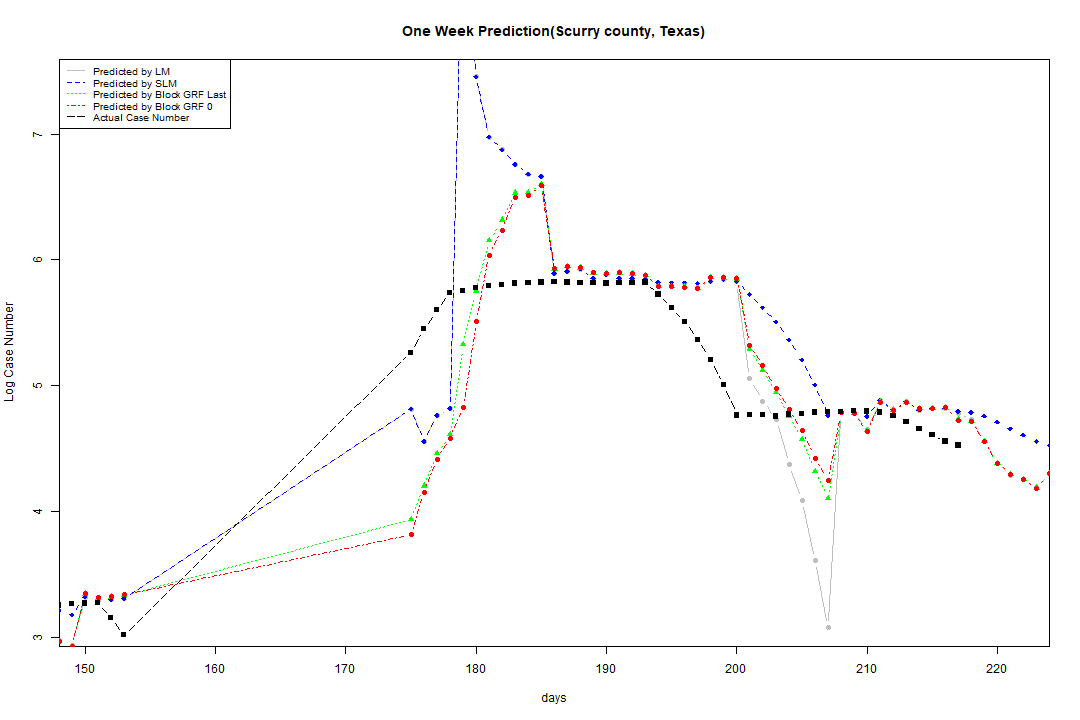 One Week Prediction(Scurry county, Texas)
Predicted by LM
Predicted by SLM
Predicted by Block GRF Last
Predicted by Block GRF 0
Actual Case Number
Log Case Number
7
6
5
4
3
150 160 170 180 190 200 210 220
days